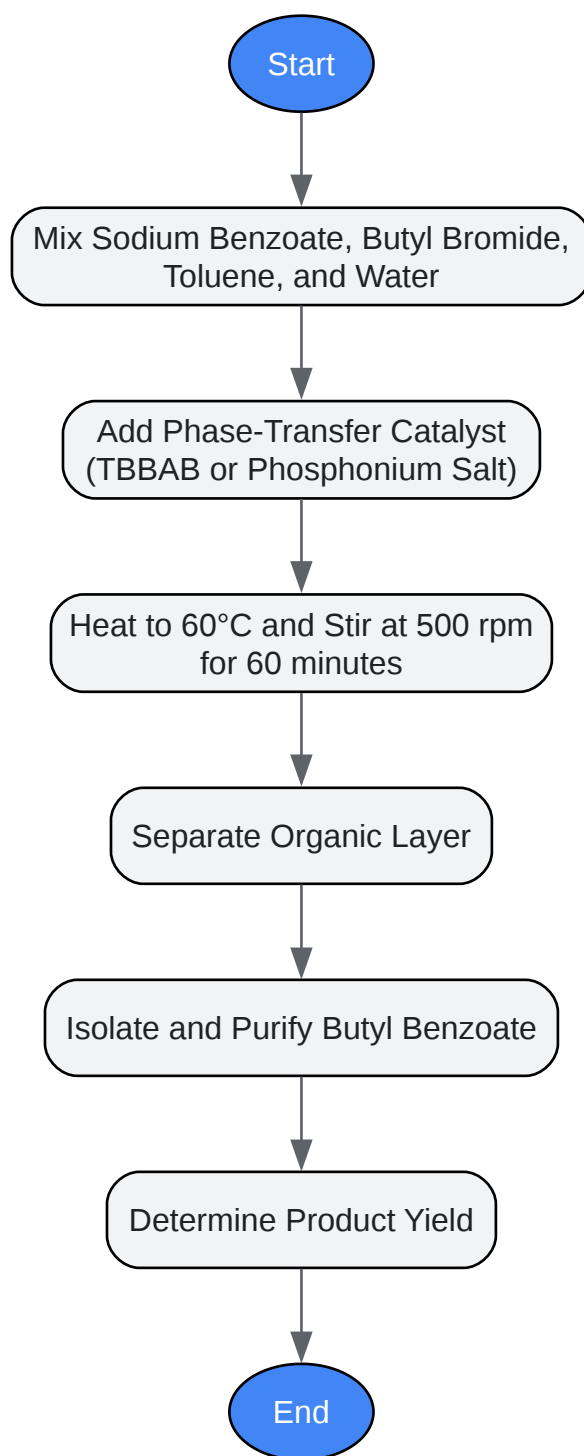 Start
Mix Sodium Benzoate, Butyl Bromide,
Toluene, and Water
Add Phase-Transfer Catalyst
(TBBAB or Phosphonium Salt)
Heat to 60°C and Stir at 500 rpm
for 60 minutes
Separate Organic Layer
Isolate and Purify Butyl Benzoate
Determine Product Yield
End